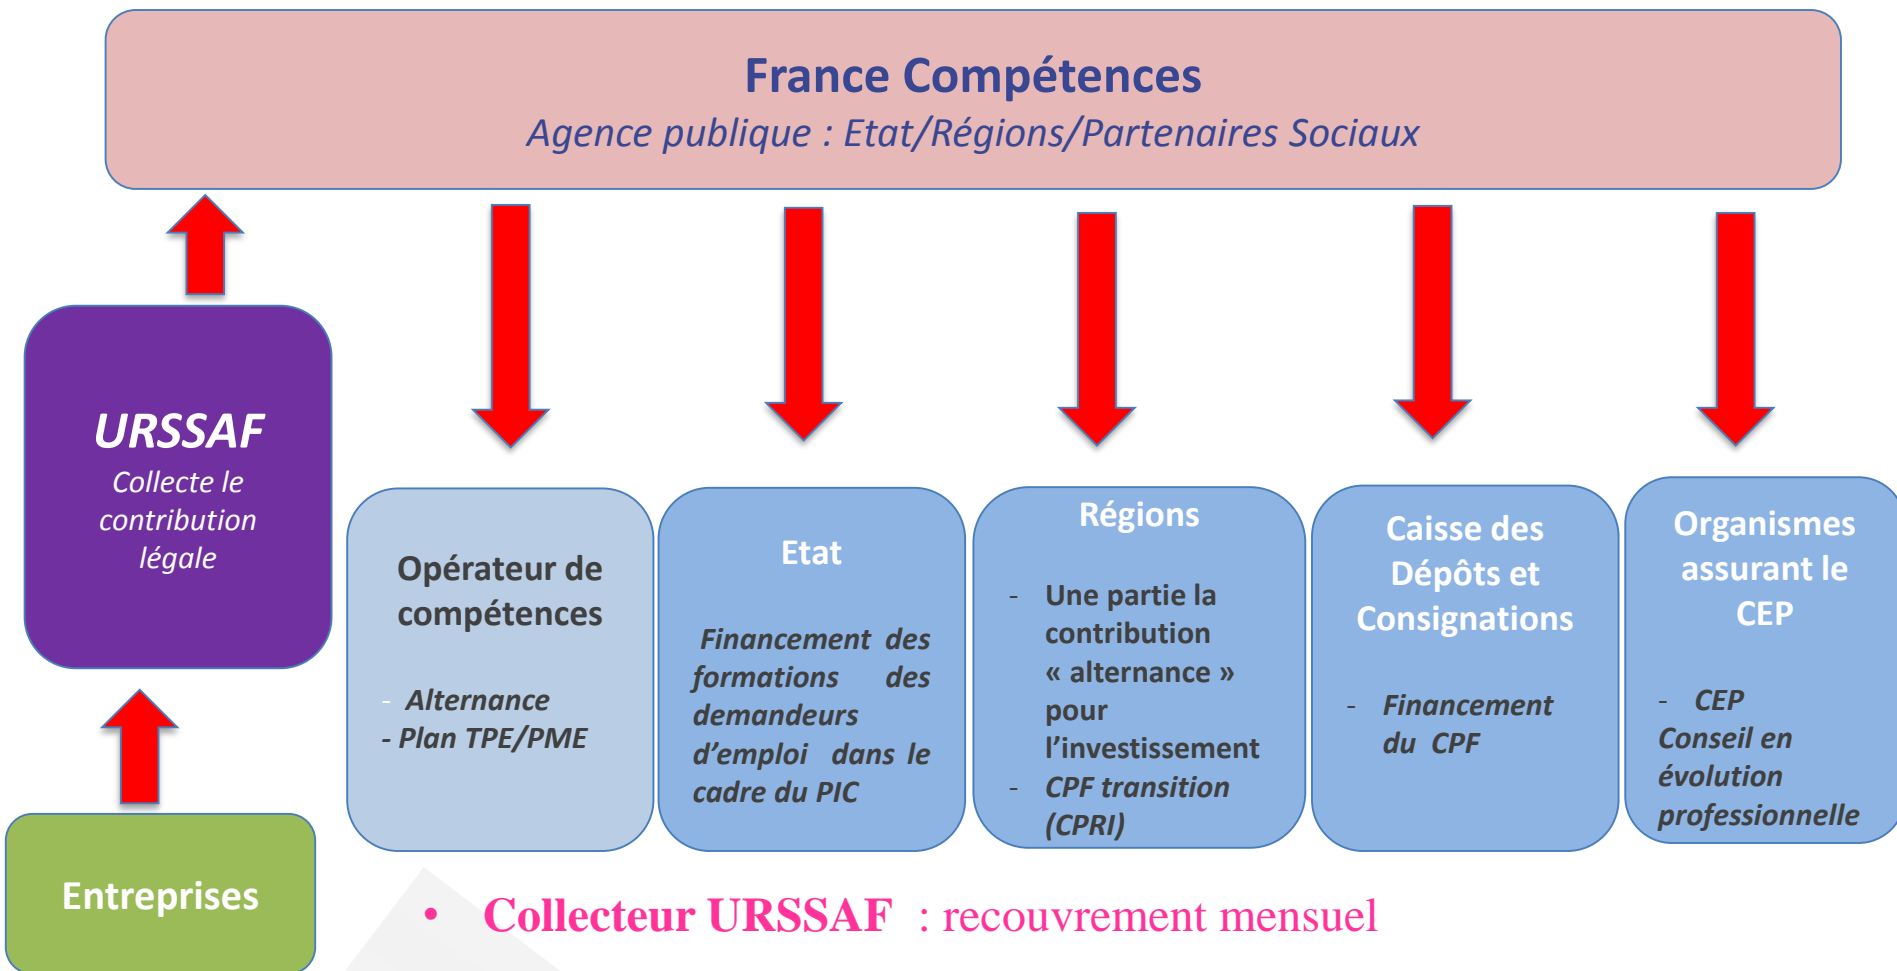 France Compétences
Agence publique : Etat/Régions/Partenaires Sociaux
URSSAF
Collecte le
contribution
légale
Entreprises
Opérateur de
compétences
- Alternance
- Plan TPE/PME
Etat
Financement des
formations des
demandeurs
d’emploi dans le
cadre du PIC
Régions
- Une partie la
contribution
« alternance »
pour
l’investissement
- CPF transition
(CPRI)
Caisse des
Dépôts et
Consignations
- Financement
du CPF
Organismes
assurant le
CEP
- CEP
Conseil en
évolution
professionnelle
• Collecteur URSSAF : recouvrement mensuel